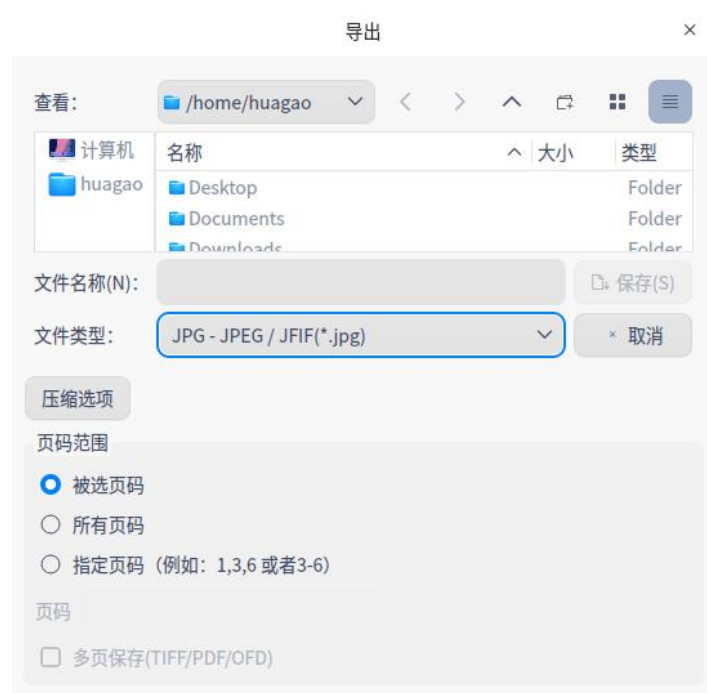 导出
查看： /home/huagao
计算机
huagao
名称 大小 类型
Desktop Folder
Documents Folder
Downloads Folder
文件名称(N)： 保存(S)
文件类型： JPG - JPEG / JFIF(*.jpg) 取消
压缩选项
页码范围
被选页码
所有页码
指定页码（例如：1,3,6 或者3-6）
页码
多页保存(TIFF/PDF/OFD)